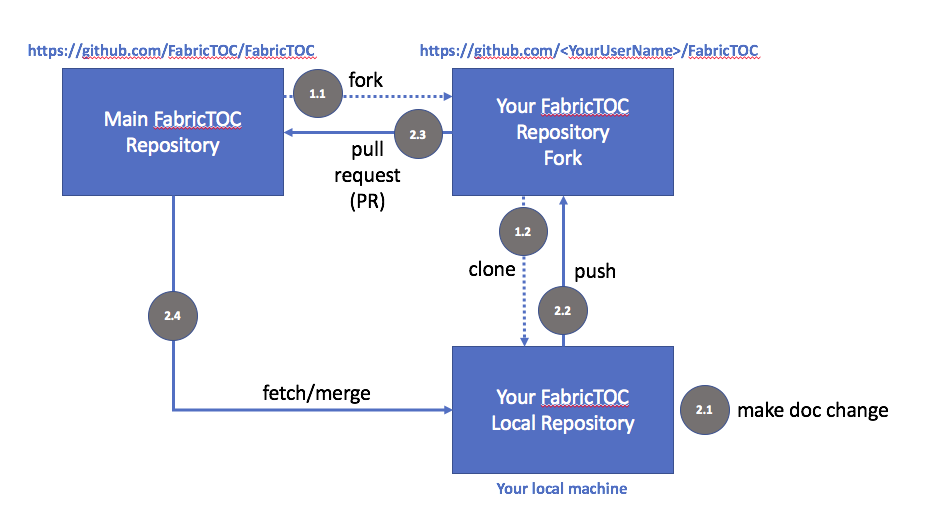 https://github.com/FabricTOC/FabricTOC
https://github.com/<YourUserName>/FabricTOC
Main FabricTOC
Repository
1.1
fork
Your FabricTOC
Repository
Fork
2.3
pull
request
(PR)
1.2
clone
push
2.2
2.4
fetch/merge
Your FabricTOC
Local Repository
2.1
make doc change
Your local machine